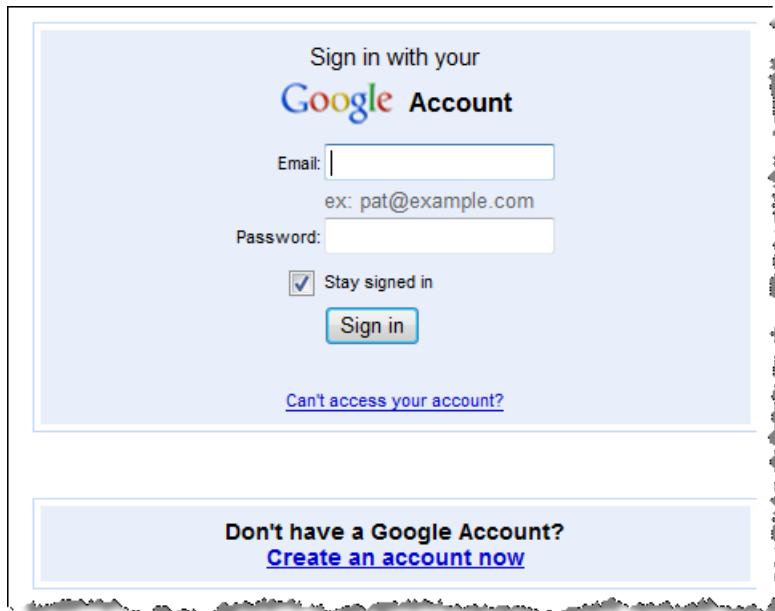 Sign in with your
Google Account
Email:
ex: pat@example.com
Password:
Stay signed in
Sign in
Can't access your account?
Don't have a Google Account?
Create an account now